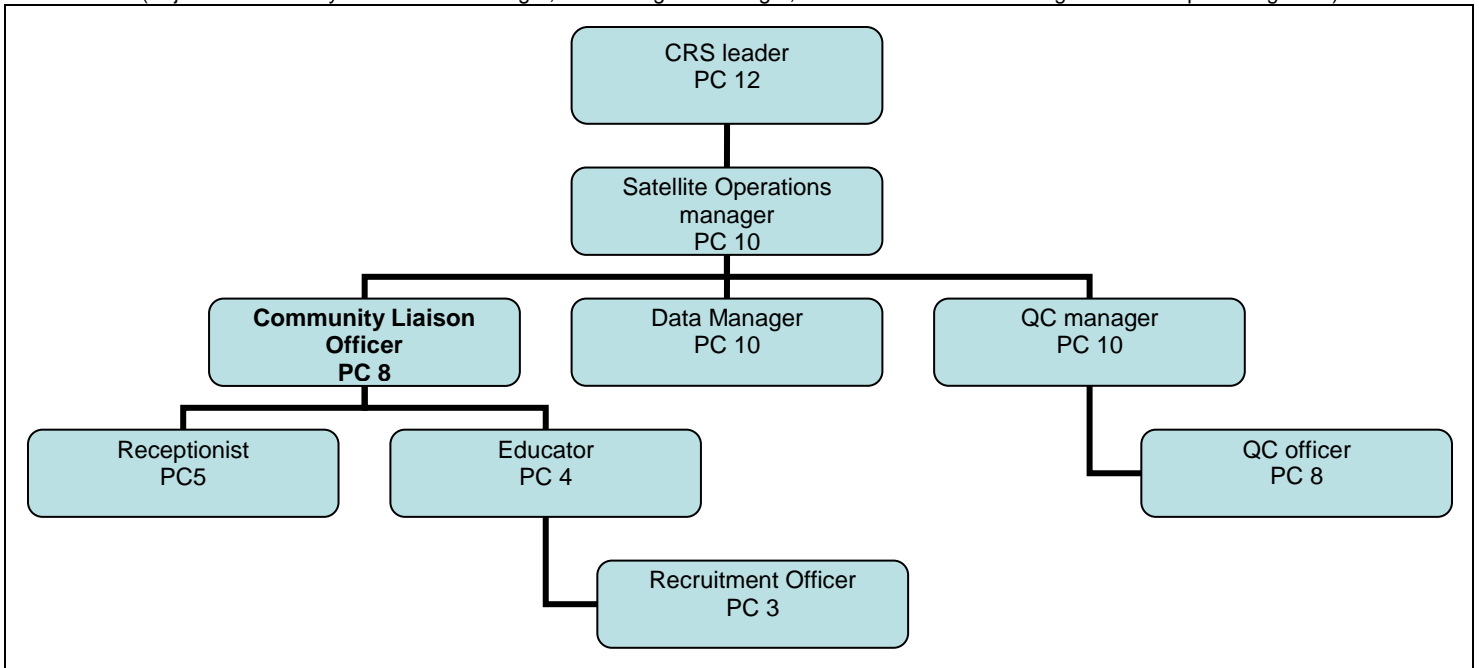 CRS leader
PC 12
Satellite Operations
manager
PC 10
Community Liaison
Officer
PC 8
Data Manager
PC 10
QC manager
PC 10
Receptionist
PC5
Educator
PC 4
QC officer
PC 8
Recruitment Officer
PC 3